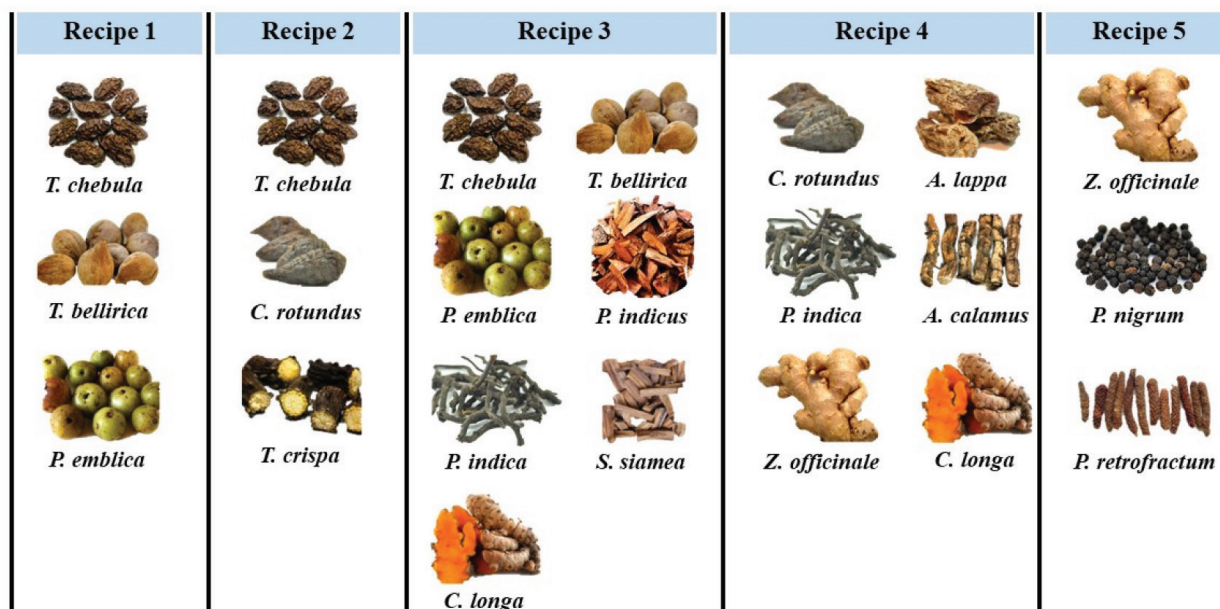 Recipe 1
T. chebula
T. bellirica
P. emblica
Recipe 2
T. chebula
C. rotundus
T. crispa
Recipe 3
T. chebula T. bellirica
P. emblica P. indicus
P. indica S. siamea
C. longa
Recipe 4
C. rotundus A. lappa
P. indica A. calamus
Z. officinale C. longa
Recipe 5
Z. officinale
P. nigrum
P. retrofractum